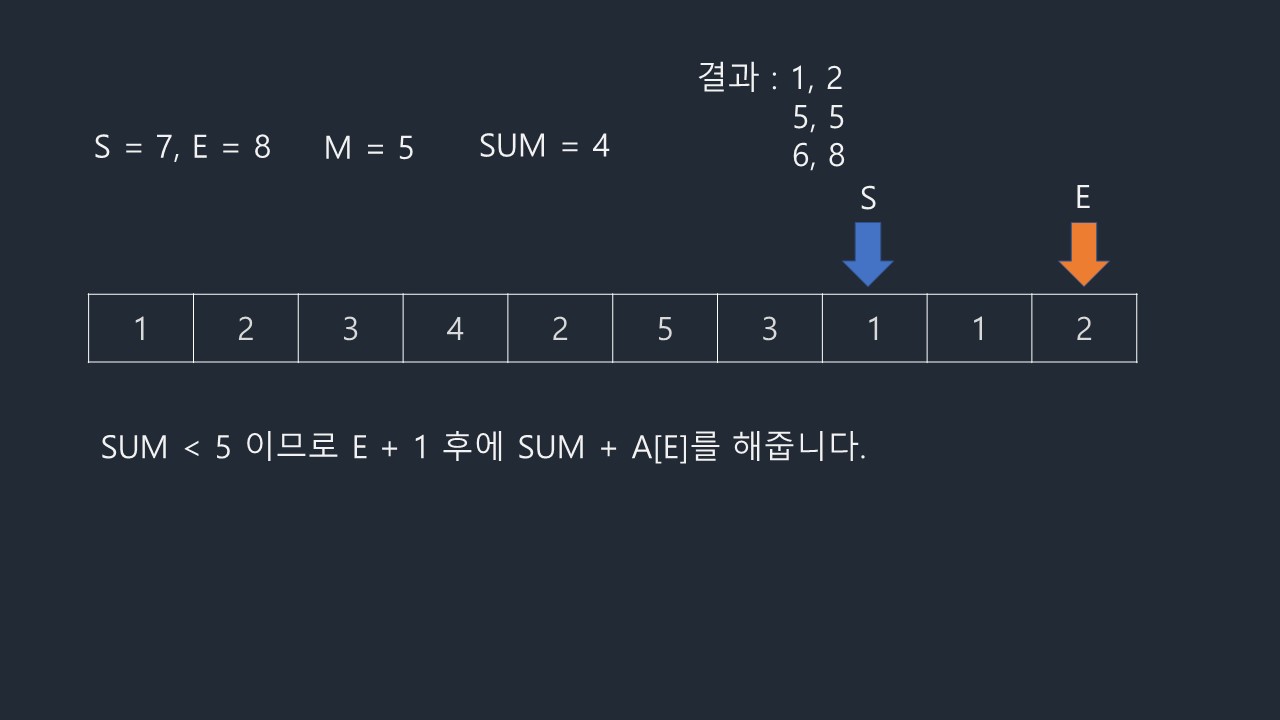 결과 : 1, 2
5, 5
6, 8
S = 7, E = 8 M = 5 SUM = 4
S E
1 2 3 4 2 5 3 1 1 2
SUM < 5 이므로 E + 1 후에 SUM + A[E]를 해줍니다.